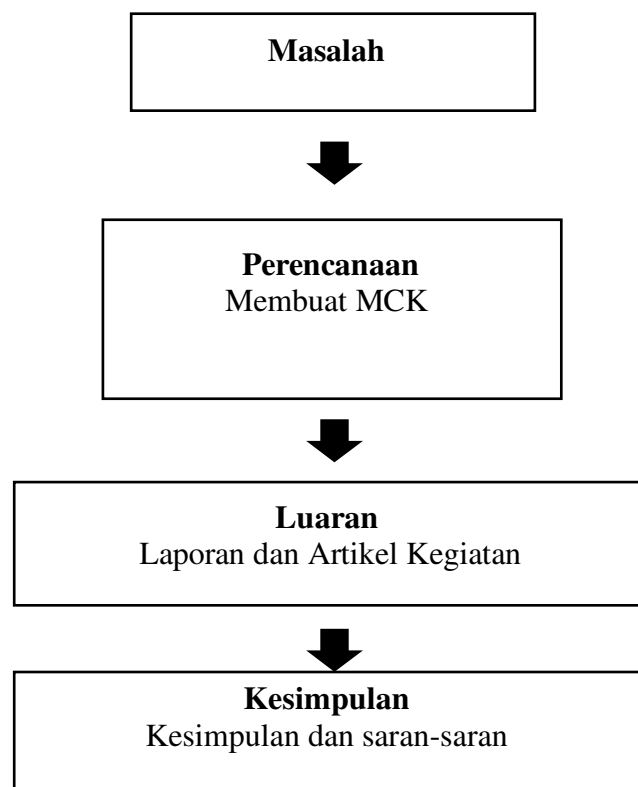 Masalah
Perencanaan
Membuat MCK
Luaran
Laporan dan Artikel Kegiatan
Kesimpulan
Kesimpulan dan saran-saran